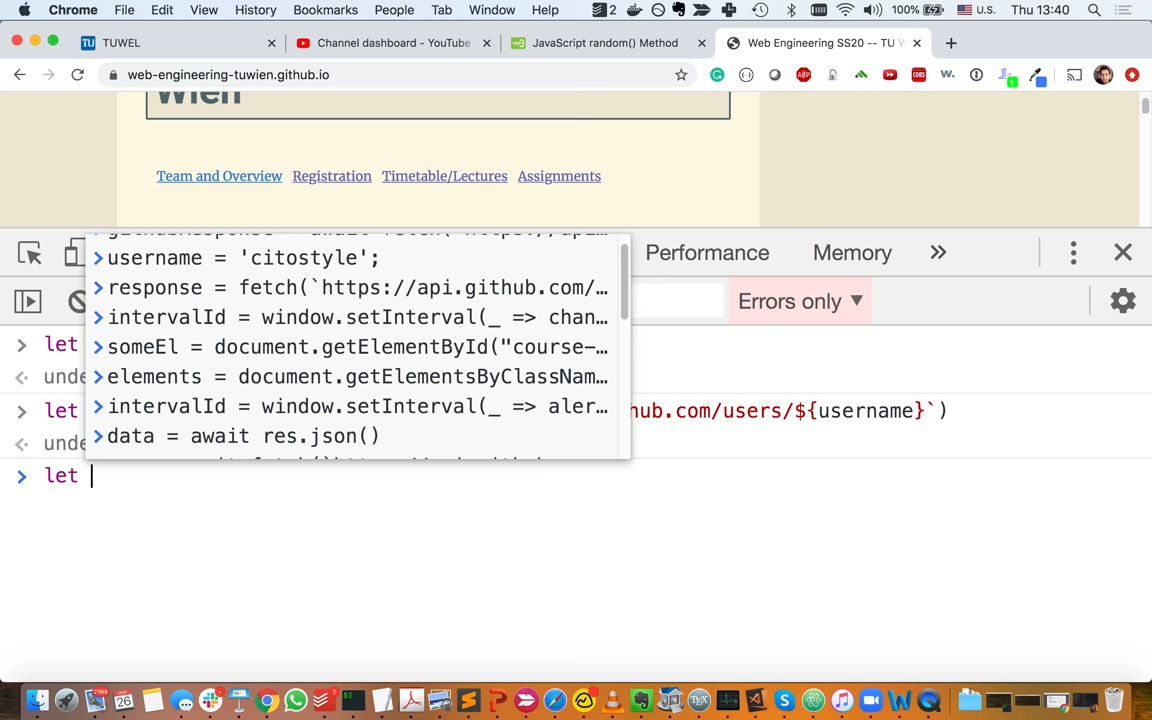 Chrome File Edit View History Bookmarks People Tab Window Help 2 100% U.S. Thu 13:40
TU TUWEL Channel dashboard - YouTube JavaScript random() Method Web Engineering SS20 -- TU W
web-engineering-tuwien.github.io
Wien
Team and Overview Registration Timetable/Lectures Assignments
Performance Memory
username = 'citostyle';
response = fetch(`https://api.github.com/…
Errors only ▼
intervalId = window.setInterval(_ => chan…
let
someEl = document.getElementById("course-…
unde
elements = document.getElementsByClassNam…
let intervalId = window.setInterval(_ => aler… hub.com/users/${username}`)
unde data = await res.json()
let